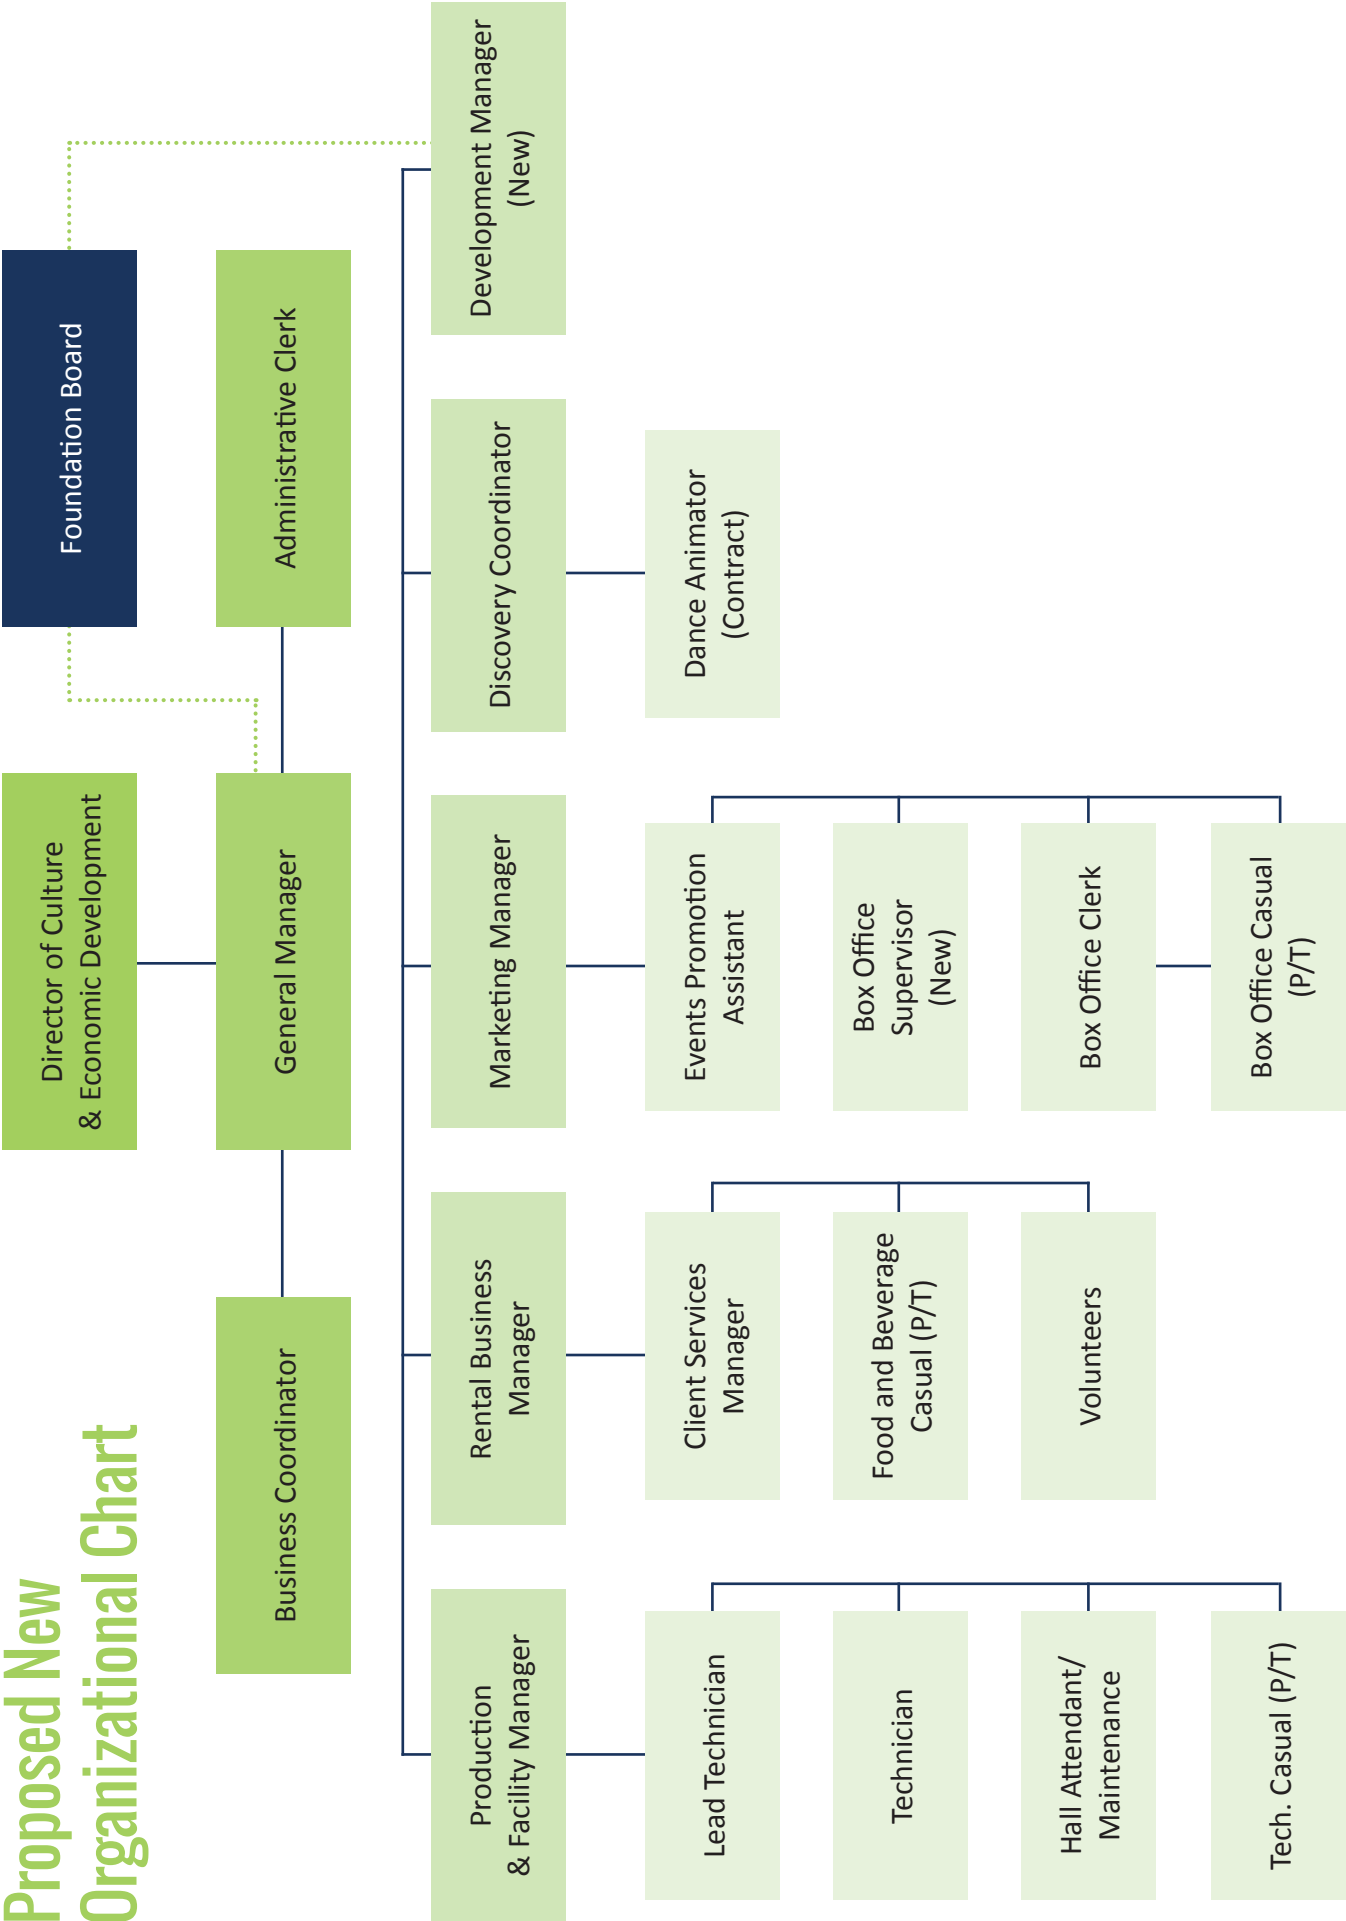 Proposed New
Organizational Chart
Director of Culture
& Economic Development
Foundation Board
Business Coordinator
General Manager
Administrative Clerk
Production
& Facility Manager
Rental Business
Manager
Marketing Manager
Discovery Coordinator
Development Manager
(New)
Lead Technician
Client Services
Manager
Events Promotion
Assistant
Dance Animator
(Contract)
Technician
Food and Beverage
Casual (P/T)
Box Office
Supervisor
(New)
Hall Attendant/
Maintenance
Volunteers
Box Office Clerk
Tech. Casual (P/T)
Box Office Casual
(P/T)